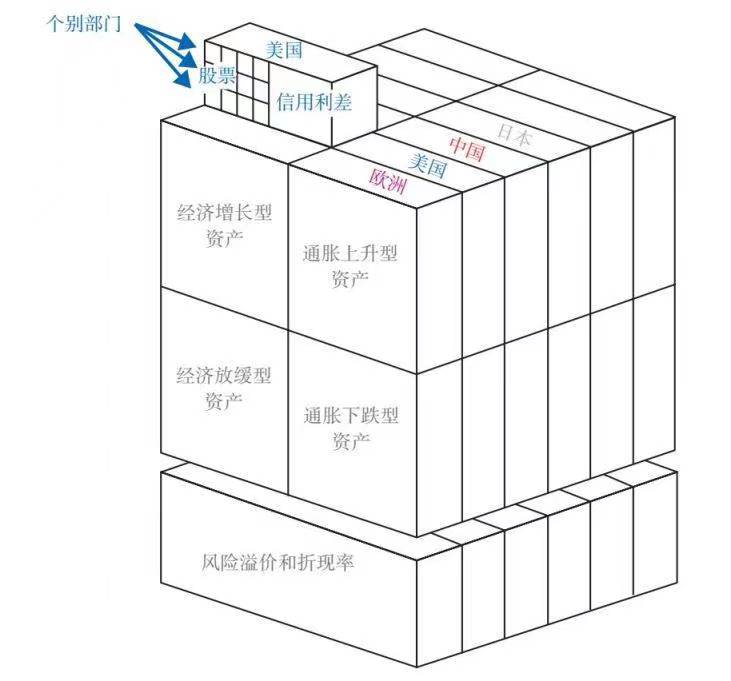 个别部门
美国
股票
信用利差
日本
中国
美国
欧洲
经济增长型
资产
通胀上升型
资产
经济放缓型
资产
通胀下跌型
资产
风险溢价和折现率